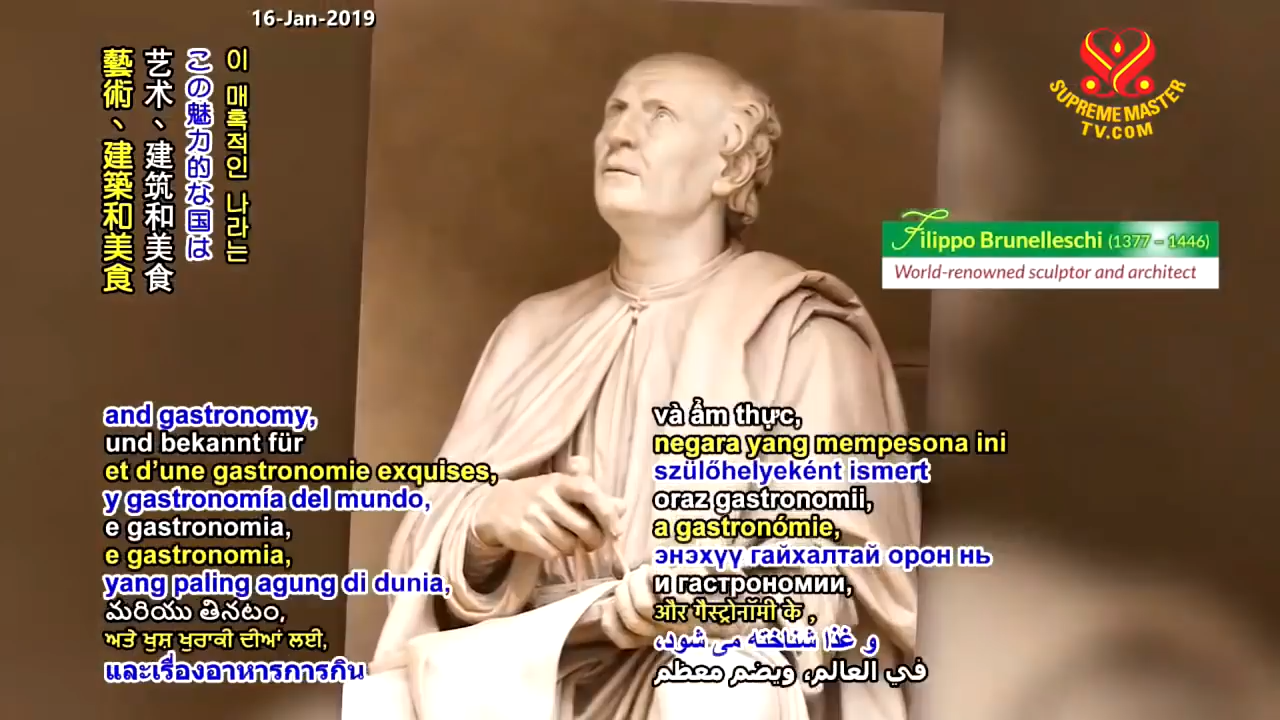 16-Jan-2019
이 매혹적인 나라는
この魅力的な国は
艺术、建筑和美食
藝術、建築和美食
SUPREME MASTER
TV.COM
Filippo Brunelleschi (1377 – 1446)
World-renowned sculptor and architect
and gastronomy,
und bekannt für
et d’une gastronomie exquises,
y gastronomía del mundo,
e gastronomia,
e gastronomia,
yang paling agung di dunia,
మరియు తినటం,
ਅਤੇ ਖੁਸ਼ ਖੁਰਾਕੀ ਦੀਆਂ ਲਈ,
และเรื่องอาหารการกิน
và ẩm thực,
negara yang mempesona ini
szülőhelyeként ismert
oraz gastronomii,
a gastronómie,
энэхүү гайхалтай орон нь
и гастрономии,
और गैस्ट्रोनॉमी के ,
و غذا شناخته می شود،
في العالم، ويضم معظم